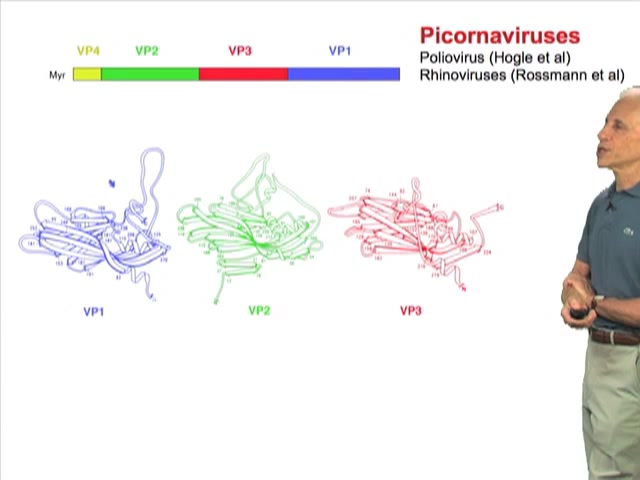 Picornaviruses
Poliovirus (Hogle et al)
Rhinoviruses (Rossmann et al)
VP4 VP2 VP3 VP1
Myr
VP1 VP2 VP3